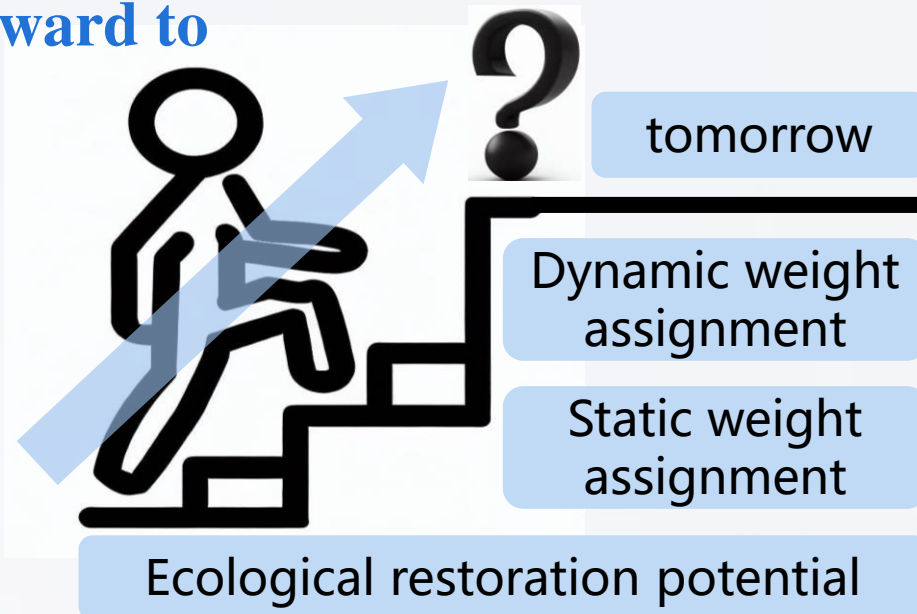 ward to
tomorrow
Dynamic weight
assignment
Static weight
assignment
Ecological restoration potential